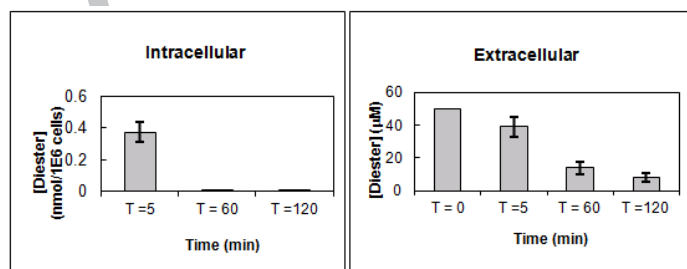 Intracellular
[Diester]
(nmol/1E6 cells)
0.6
0.4
0.2
0
T =5
T = 60
T =120
Time (min)
Extracellular
[Diester] (µM)
60
40
20
0
T = 0
T =5
T = 60
T =120
Time (min)